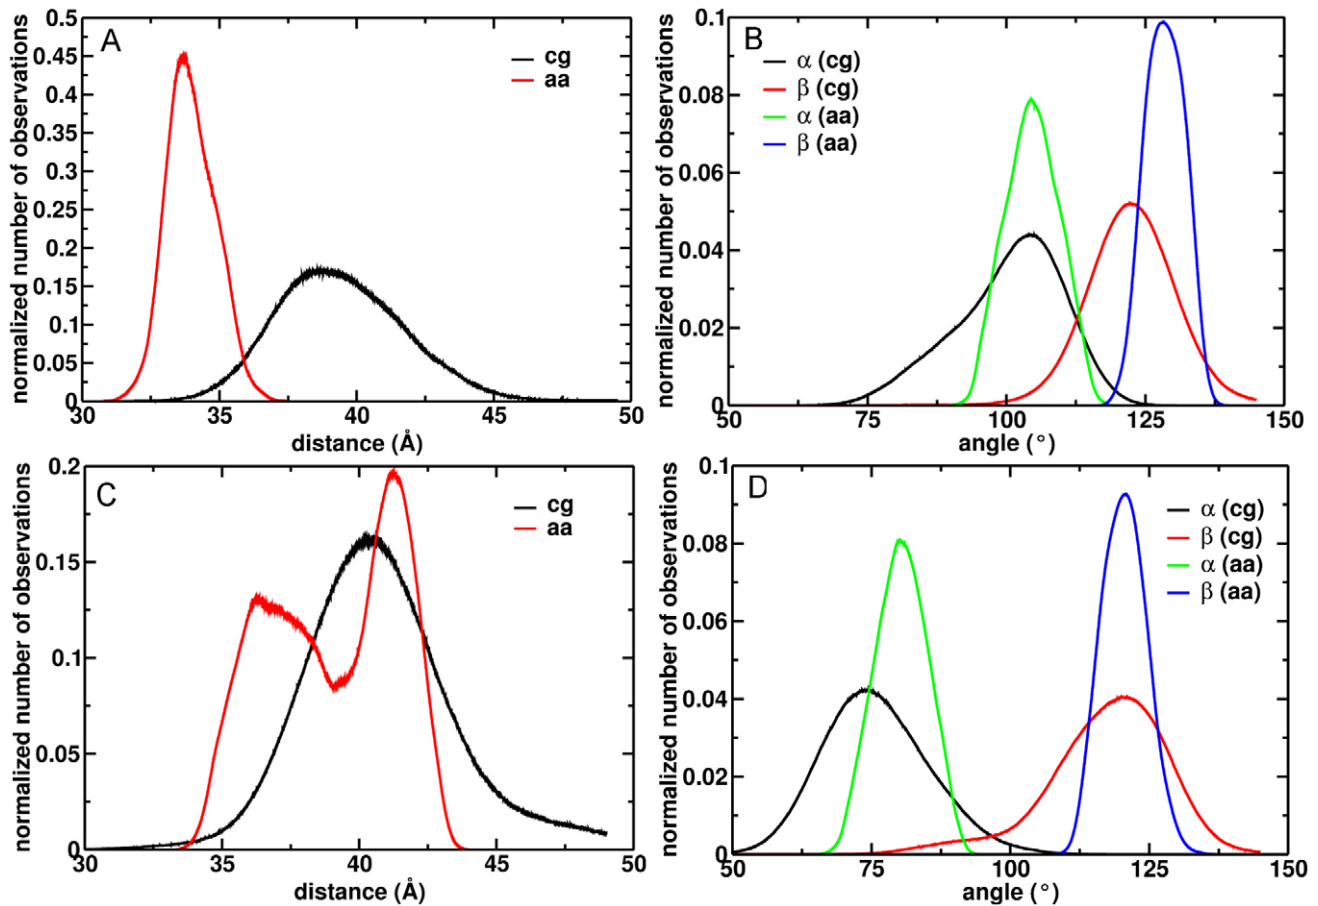 A
cg
aa
normalized number of observations
0.5
0.45
0.4
0.35
0.3
0.25
0.2
0.15
0.1
0.05
0
30 35 40 45 50
distance (Å)
B
α (cg)
β (cg)
α (aa)
β (aa)
normalized number of observations
0.1
0.08
0.06
0.04
0.02
0
50 75 100 125 150
angle (°)
C
cg
aa
normalized number of observations
0.2
0.15
0.1
0.05
0
30 35 40 45 50
distance (Å)
D
α (cg)
β (cg)
α (aa)
β (aa)
normalized number of observations
0.1
0.08
0.06
0.04
0.02
0
50 75 100 125 150
angle (°)